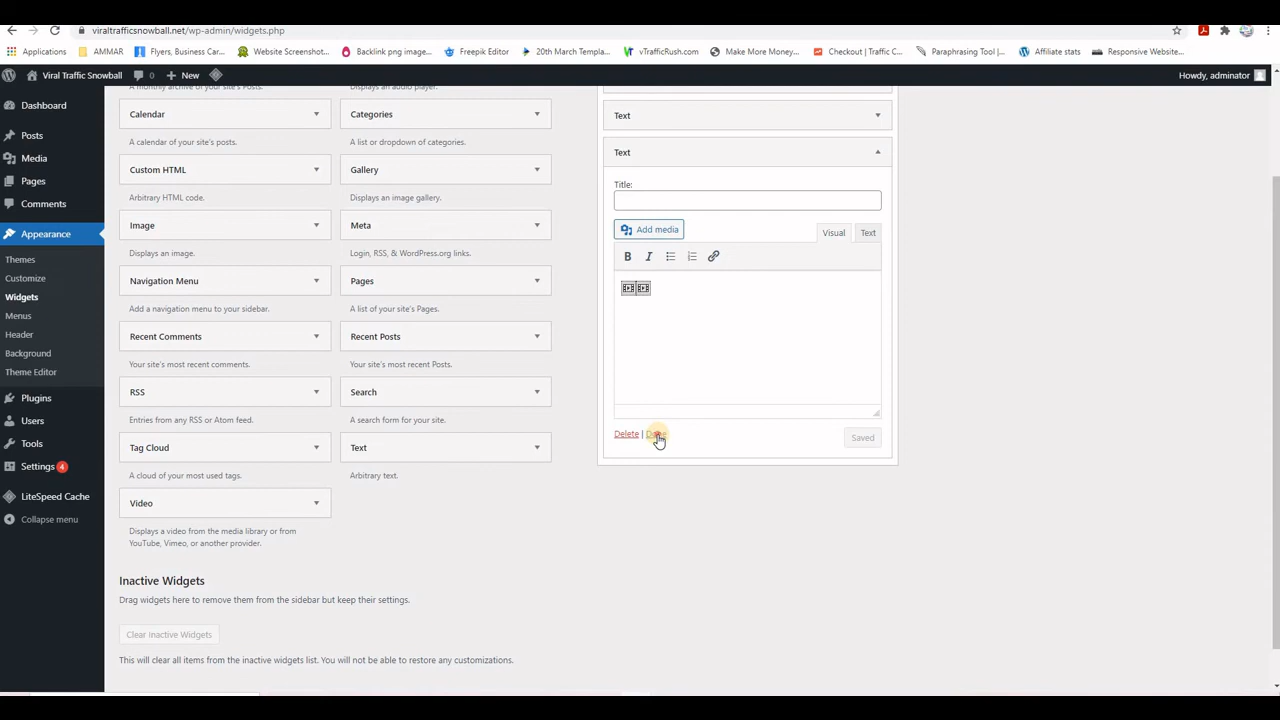 viraltrafficsnowball.net/wp-admin/widgets.php
Applications AMMAR Flyers, Business Car... Website Screenshot... Backlink png image... Freepik Editor 20th March Templa... vTrafficRush.com Make More Money... Checkout | Traffic C... Paraphrasing Tool |... Affiliate stats Responsive Website...
Viral Traffic Snowball 0 New Howdy, adminator
Dashboard
Posts
Media
Pages
Comments
Appearance
Themes
Customize
Widgets
Menus
Header
Background
Theme Editor
Plugins
Users
Tools
Settings 4
LiteSpeed Cache
Collapse menu
A monthly archive of your site's Posts.
Displays an audio player.
Calendar
Categories
A calendar of your site's posts.
A list or dropdown of categories.
Custom HTML
Gallery
Arbitrary HTML code.
Displays an image gallery.
Image
Meta
Displays an image.
Login, RSS, & WordPress.org links.
Navigation Menu
Pages
Add a navigation menu to your sidebar.
A list of your site's Pages.
Recent Comments
Recent Posts
Your site's most recent comments.
Your site's most recent Posts.
RSS
Search
Entries from any RSS or Atom feed.
A search form for your site.
Tag Cloud
Text
A cloud of your most used tags.
Arbitrary text.
Video
Displays a video from the media library or from
YouTube, Vimeo, or another provider.
Text
Text
Title:
Add media
Visual Text
B I
Delete | Done
Saved
Inactive Widgets
Drag widgets here to remove them from the sidebar but keep their settings.
Clear Inactive Widgets
This will clear all items from the inactive widgets list. You will not be able to restore any customizations.